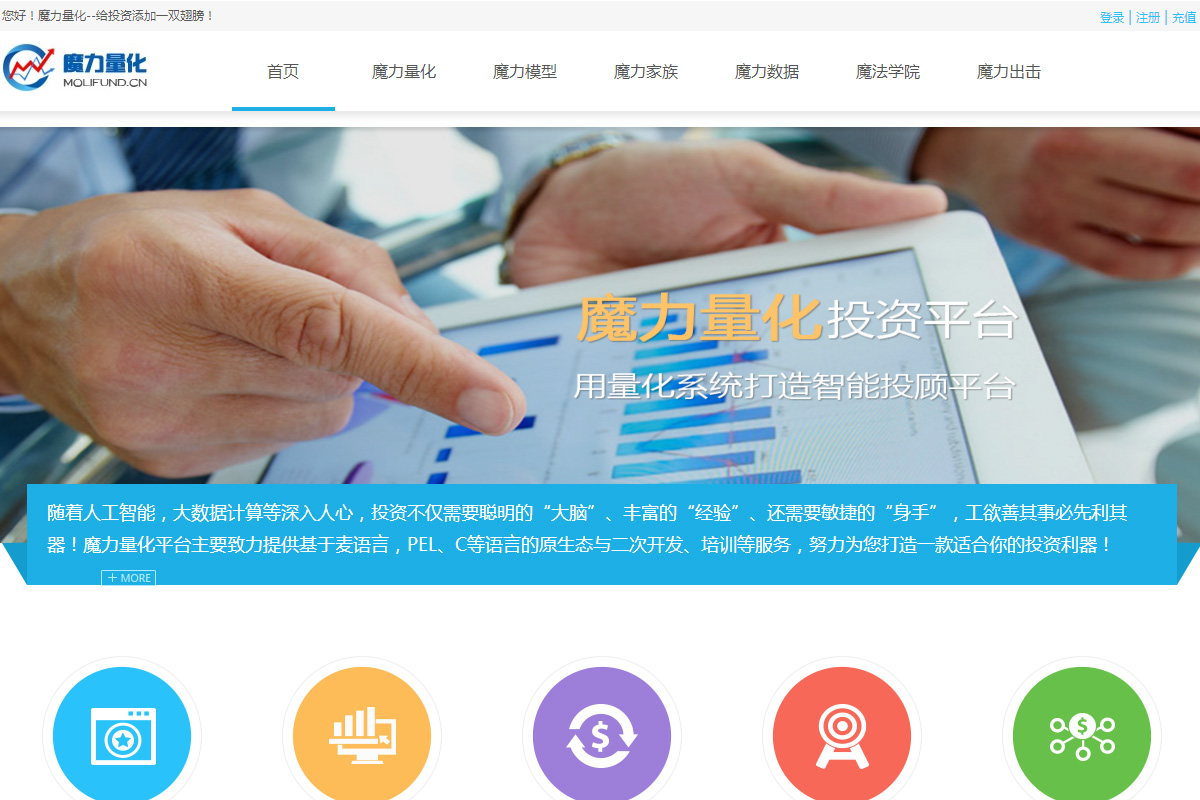 您好！魔力量化--给投资添加一双翅膀！
登录 | 注册 | 充值
魔力量化
MOLIFUND.CN
首页 魔力量化 魔力模型 魔力家族 魔力数据 魔法学院 魔力出击
魔力量化投资平台
用量化系统打造智能投顾平台
随着人工智能，大数据计算等深入人心，投资不仅需要聪明的“大脑”、丰富的“经验”、还需要敏捷的“身手”，工欲善其事必先利其
器！魔力量化平台主要致力提供基于麦语言，PEL、C等语言的原生态与二次开发、培训等服务，努力为您打造一款适合你的投资利器！
+ MORE